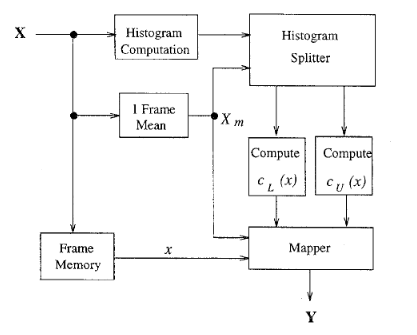 X
Histogram
Computation
Histogram
Splitter
1 Frame
Mean
X m
Compute
c L (x)
Compute
c U (x)
Frame
Memory
x
Mapper
Y